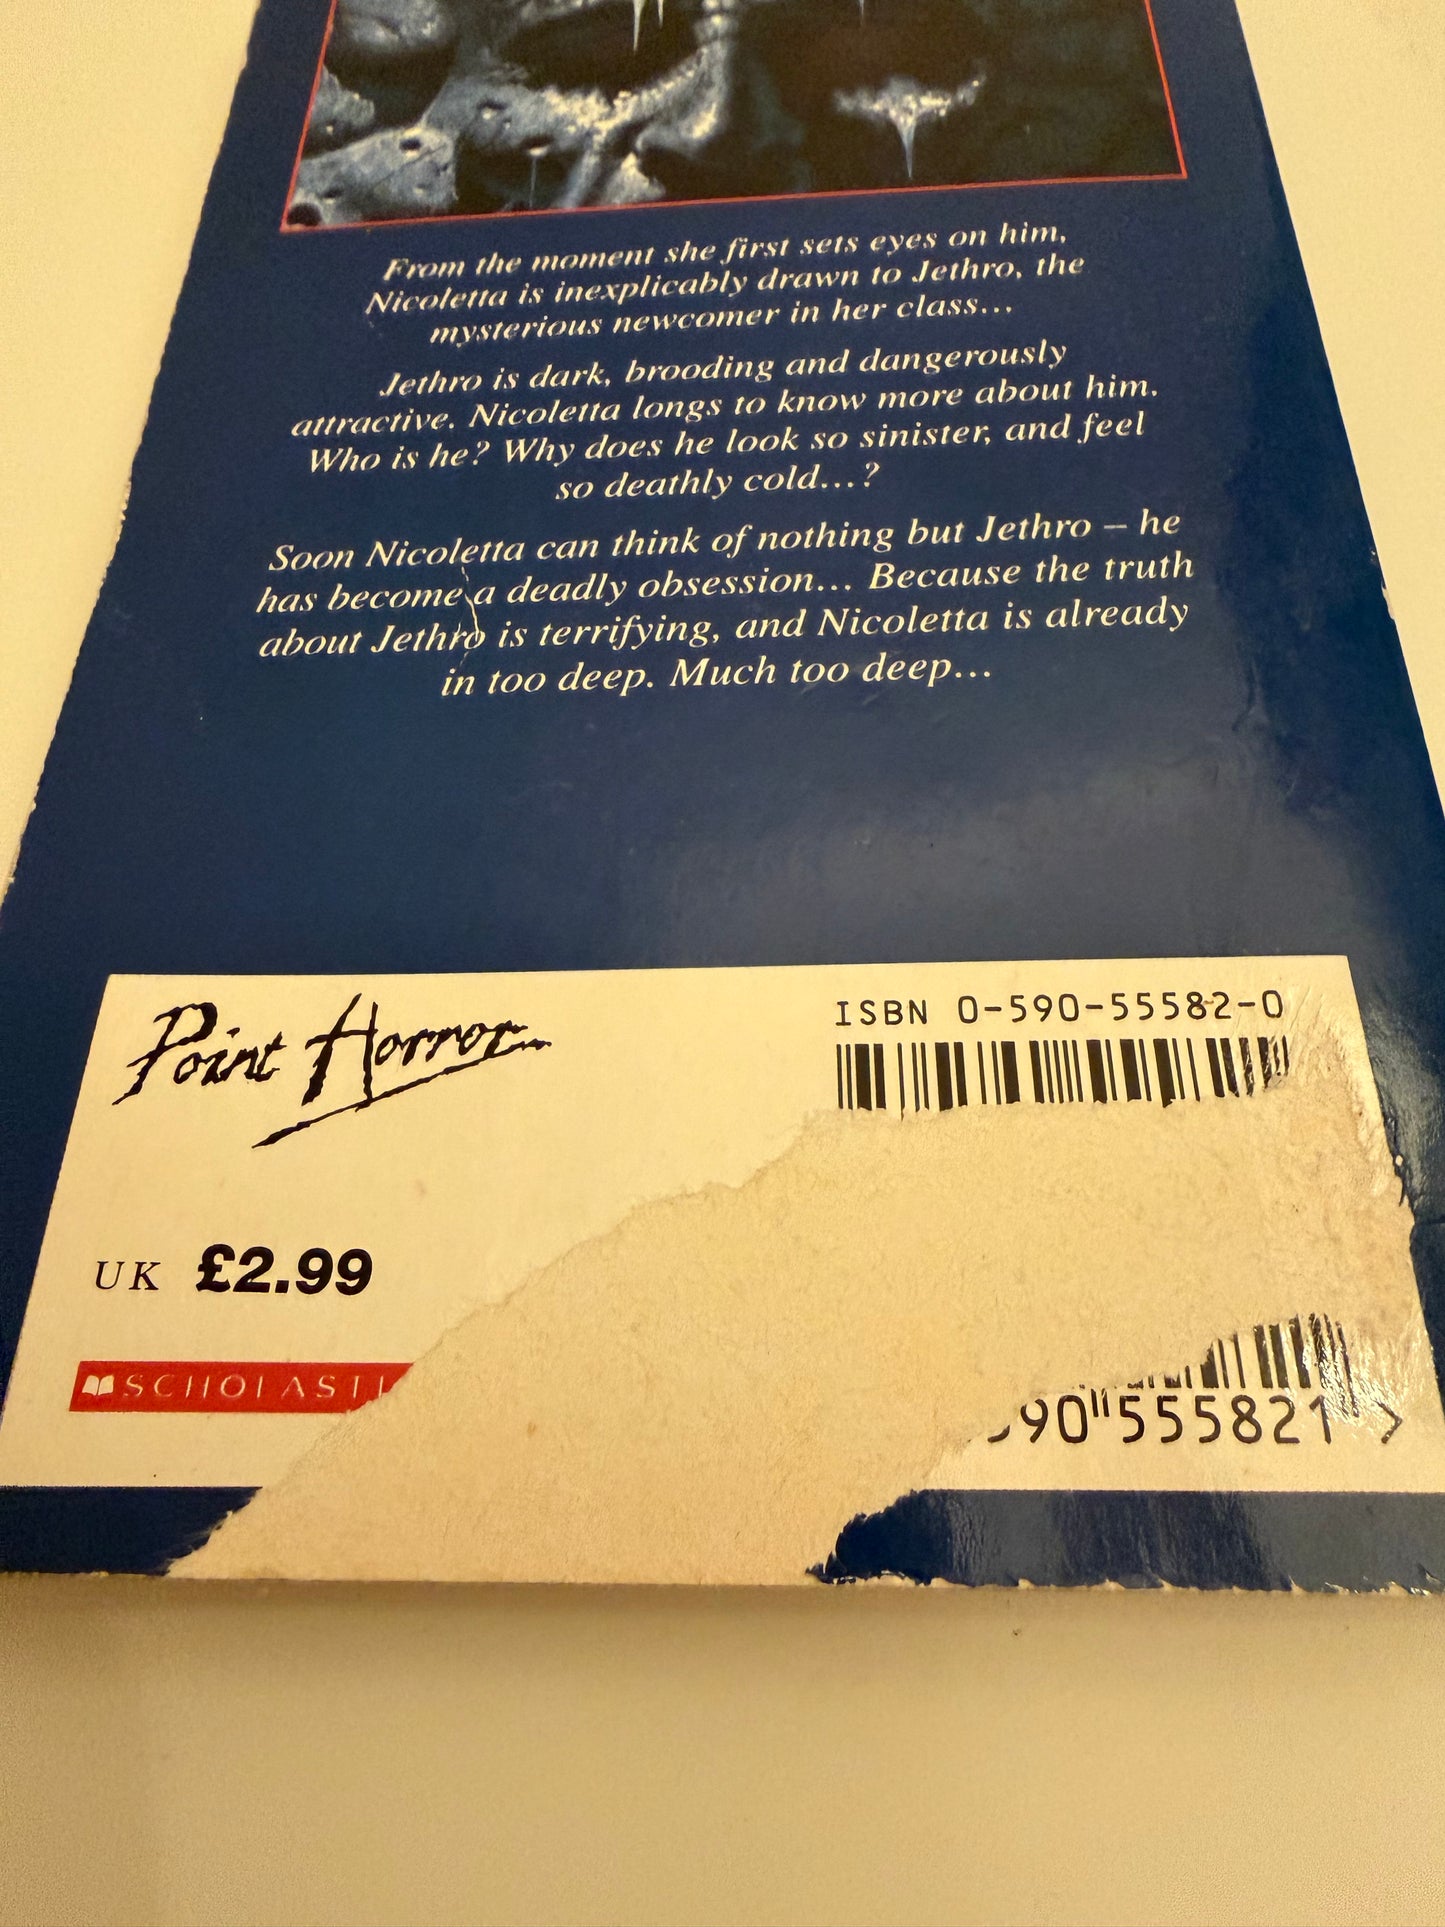 From the moment she first sets eyes on him,
Nicoletta is inexplicably drawn to Jethro, the
mysterious newcomer in her class...
Jethro is dark, brooding and dangerously
attractive. Nicoletta longs to know more about him.
Who is he? Why does he look so sinister, and feel
so deathly cold...?
Soon Nicoletta can think of nothing but Jethro – he
has become a deadly obsession... Because the truth
about Jethro is terrifying, and Nicoletta is already
in too deep. Much too deep...
Point Horror
ISBN 0-590-55582-0
UK £2.99
SCHOLASTI
90 555821 >